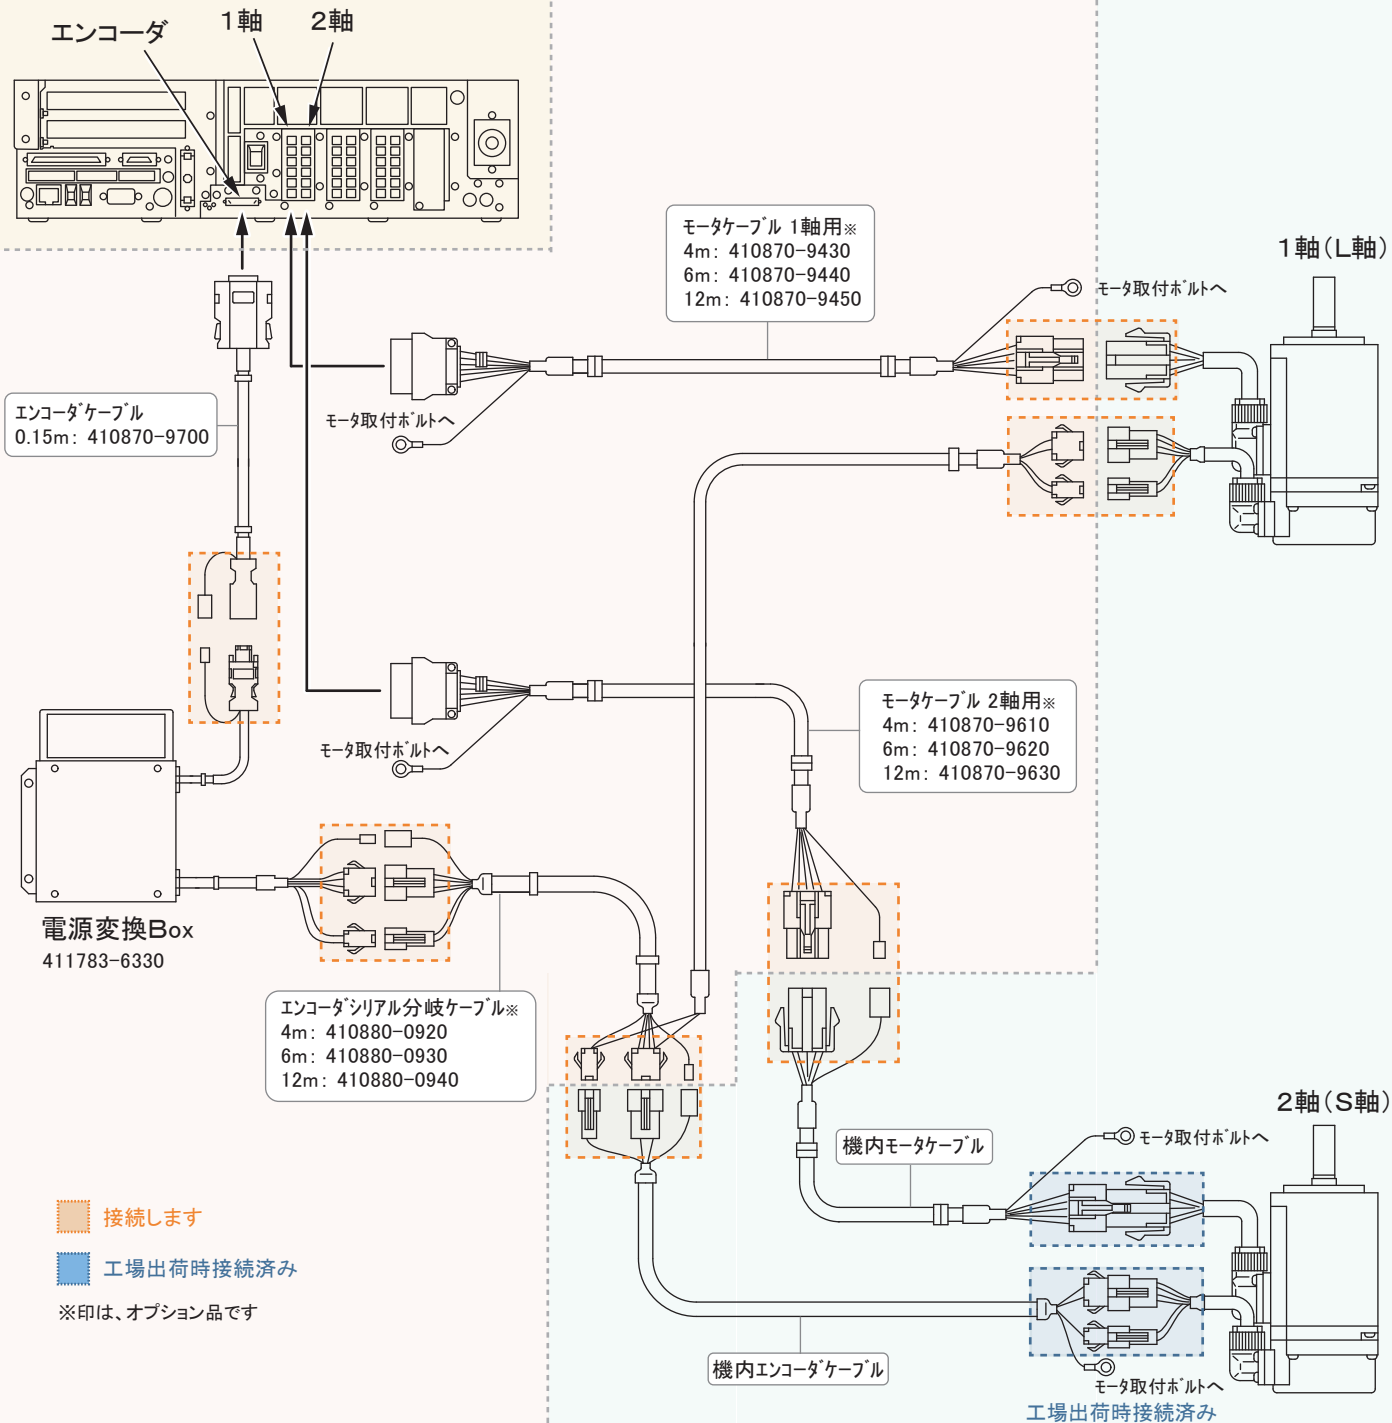 エンコーダ
1軸
2軸
モータケーブル 1軸用※
4m: 410870-9430
6m: 410870-9440
12m: 410870-9450
1軸(L軸)
モータ取付ボルトへ
エンコーダケーブル
0.15m: 410870-9700
モータ取付ボルトへ
モータケーブル 2軸用※
4m: 410870-9610
6m: 410870-9620
12m: 410870-9630
モータ取付ボルトへ
電源変換Box
411783-6330
エンコーダシリアル分岐ケーブル※
4m: 410880-0920
6m: 410880-0930
12m: 410880-0940
2軸(S軸)
モータ取付ボルトへ
機内モータケーブル
接続します
工場出荷時接続済み
※印は、オプション品です
機内エンコーダケーブル
モータ取付ボルトへ
工場出荷時接続済み